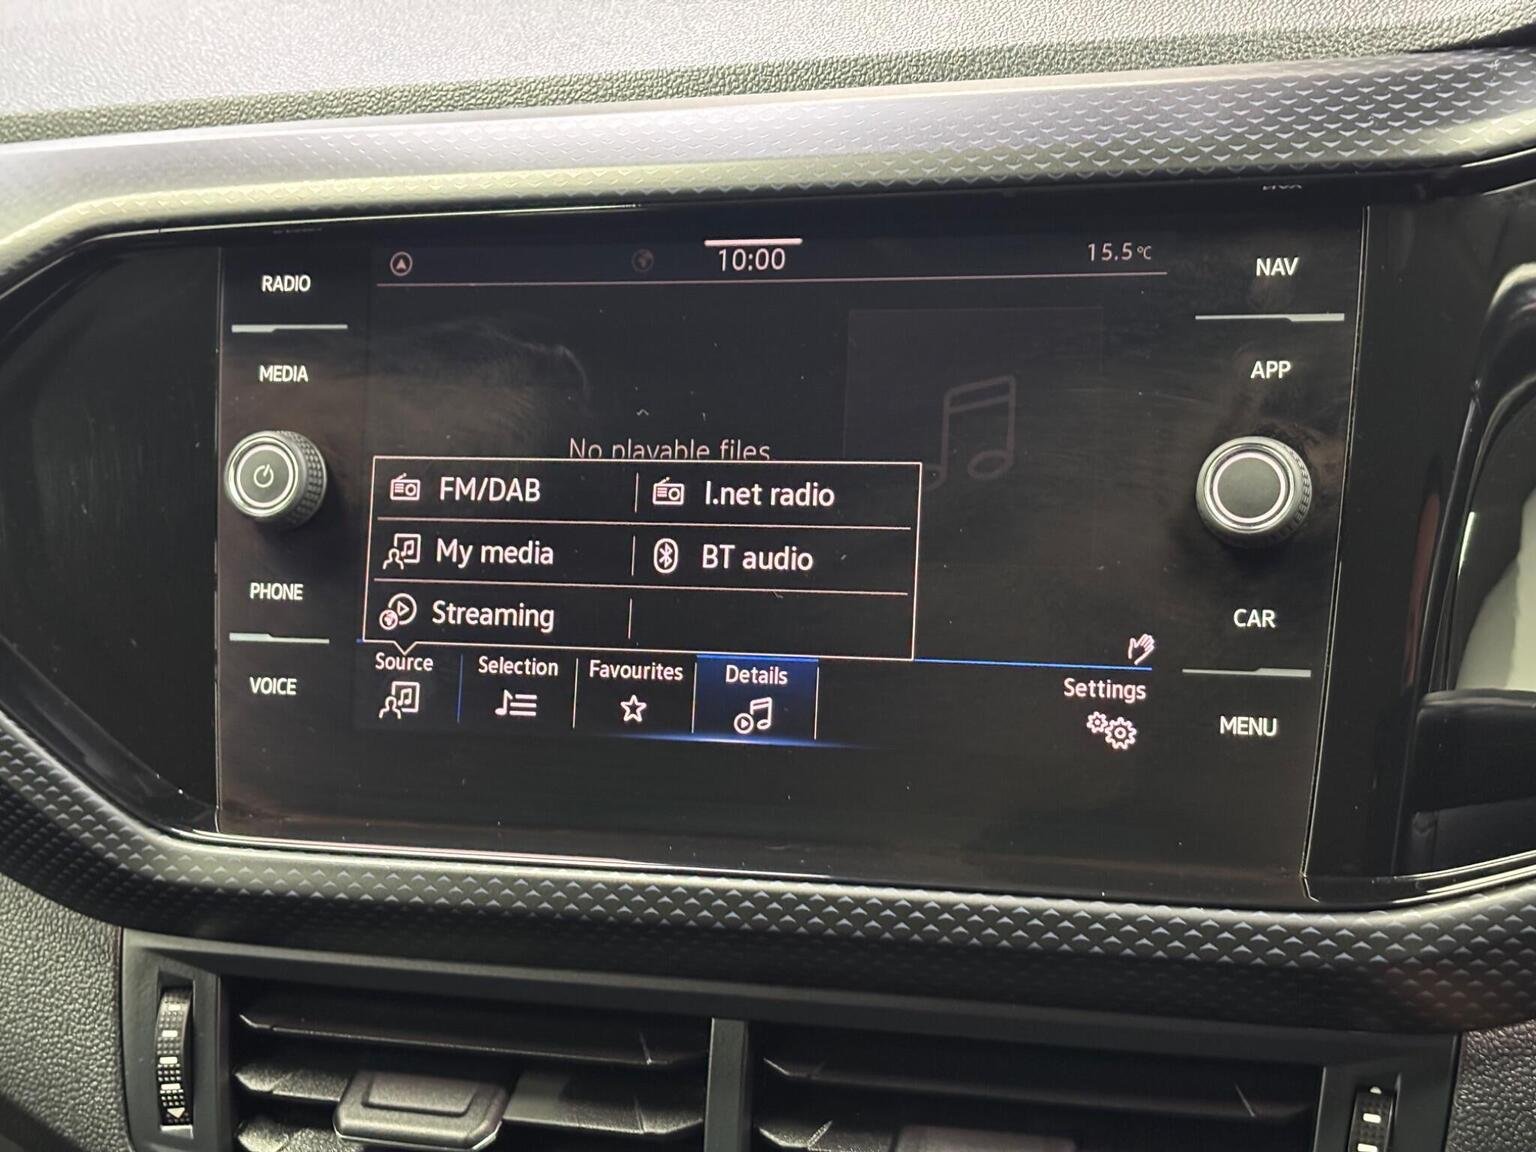 RADIO
MEDIA
PHONE
VOICE
10:00
15.5°C
No playable files
FM/DAB
I.net radio
My media
BT audio
Streaming
Source
Selection
Favourites
Details
Settings
NAV
APP
CAR
MENU